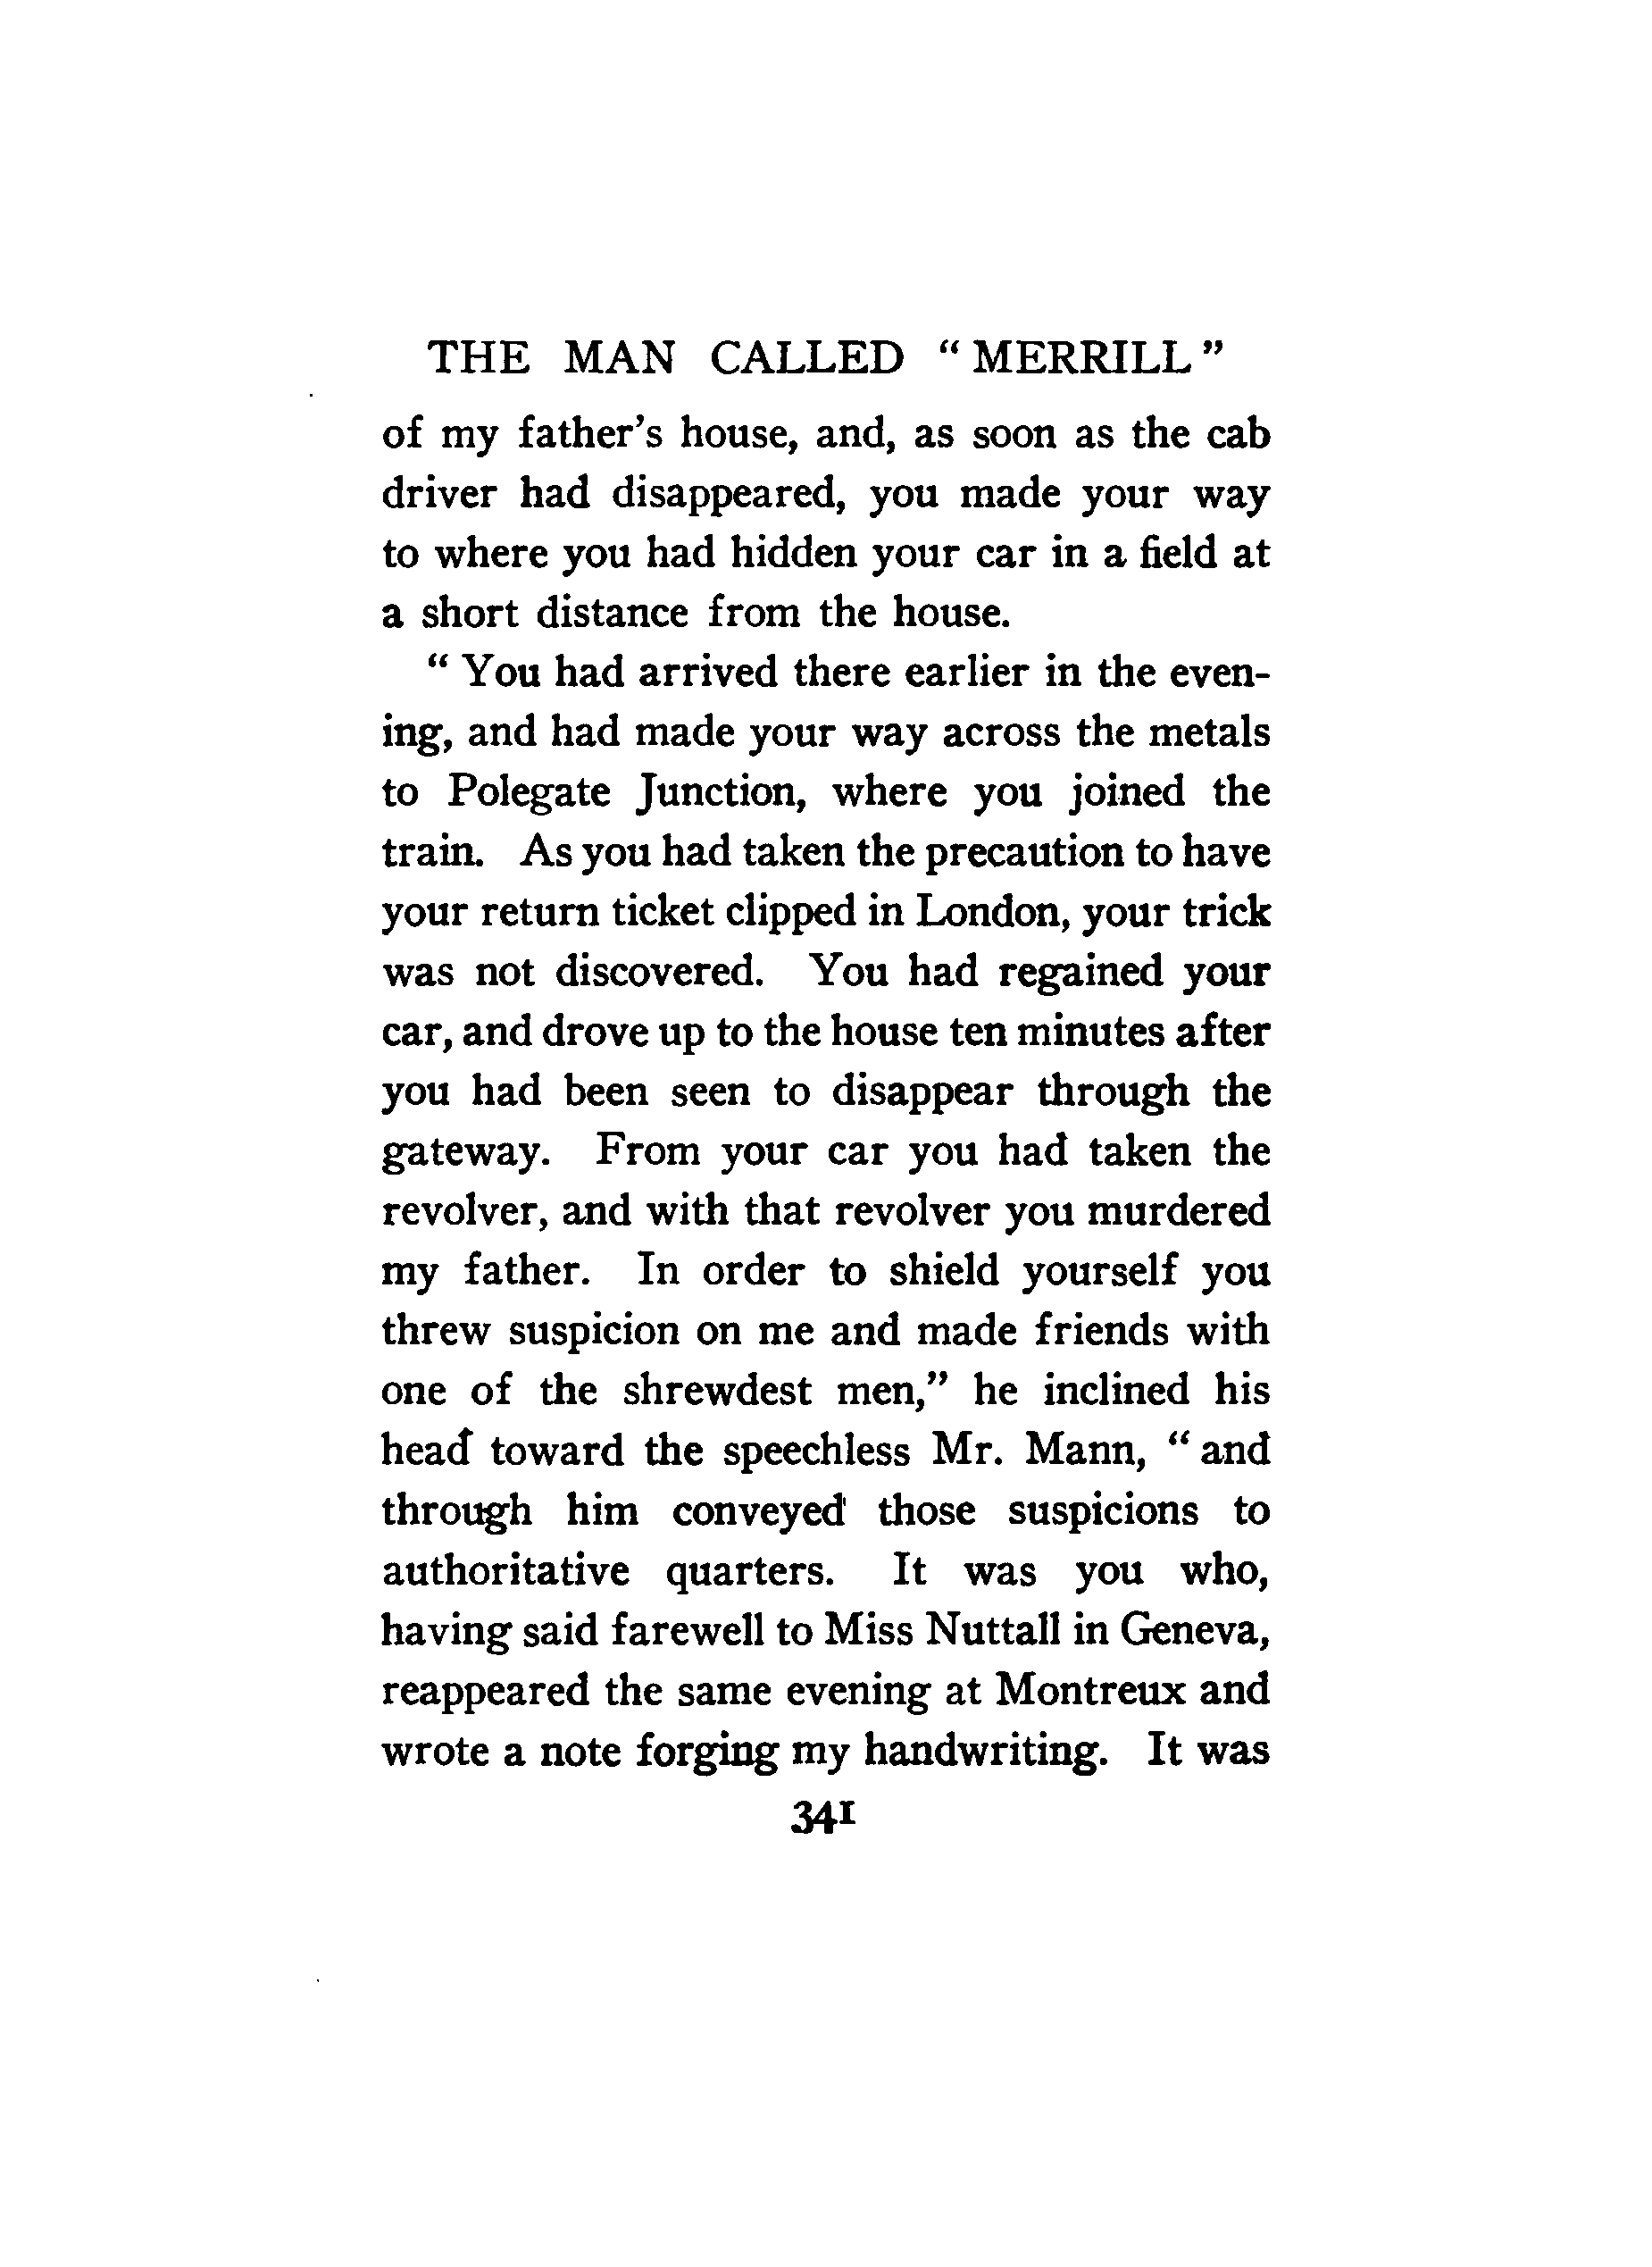 THE MAN CALLED “ MERRILL ”
of my father’s house, and, as soon as the cab
driver had disappeared, you made your way
to where you had hidden your car in a field at
a short distance from the house.
“ You had arrived there earlier in the even-
ing, and had made your way across the metals
to Polegate Junction, where you joined the
train. As you had taken the precaution to have
your return ticket clipped in London, your trick
was not discovered. You had regained your
car, and drove up to the house ten minutes after
you had been seen to disappear through the
gateway. From your car you had taken the
revolver, and with that revolver you murdered
my father. In order to shield yourself you
threw suspicion on me and made friends with
one of the shrewdest men,” he inclined his
head toward the speechless Mr. Mann, “ and
through him conveyed those suspicions to
authoritative quarters. It was you who,
having said farewell to Miss Nuttall in Geneva,
reappeared the same evening at Montreux and
wrote a note forging my handwriting. It was
341